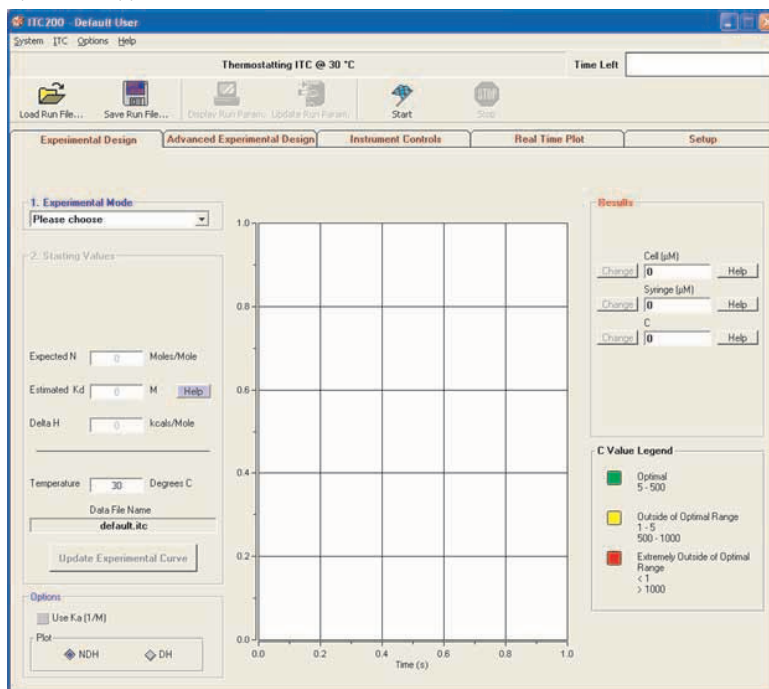 ITC200 - Default User
System ITC Options Help
Thermostatting ITC @ 30 °C
Time Left
Load Run File...
Save Run File...
Display Run Param.
Update Run Param.
Start
Stop
Experimental Design
Advanced Experimental Design
Instrument Controls
Real Time Plot
Setup
1. Experimental Mode
Please choose
2. Starting Values
Expected N 0 Moles/Mole
Estimated Kd 0 M Help
Delta H 0 kcals/Mole
Temperature 30 Degrees C
Data File Name
default.itc
Update Experimental Curve
Options
Use Ka (1/M)
Plot
NDH DH
1.0
0.8
0.6
0.4
0.2
0.0
0.0 0.2 0.4 0.6 0.8 1.0
Time (s)
Results
Cell (µM)
Change 0 Help
Syringe (µM)
Change 0 Help
C
Change 0 Help
C Value Legend
Optimal
5 - 500
Outside of Optimal Range
1 - 5
500 - 1000
Extremely Outside of Optimal
Range
< 1
> 1000